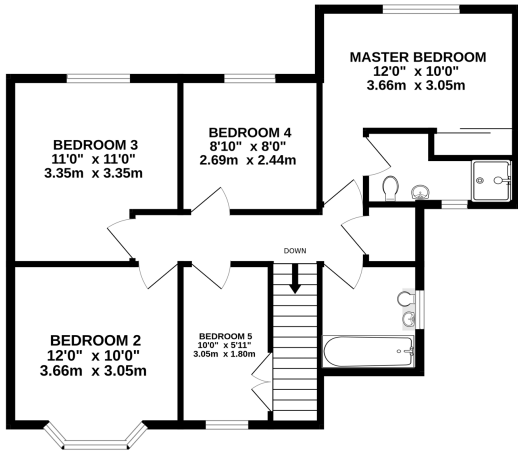 MASTER BEDROOM
12'0" x 10'0"
3.66m x 3.05m
BEDROOM 3
11'0" x 11'0"
3.35m x 3.35m
BEDROOM 4
8'10" x 8'0"
2.69m x 2.44m
DOWN
BEDROOM 2
12'0" x 10'0"
3.66m x 3.05m
BEDROOM 5
10'0" x 5'11"
3.05m x 1.80m